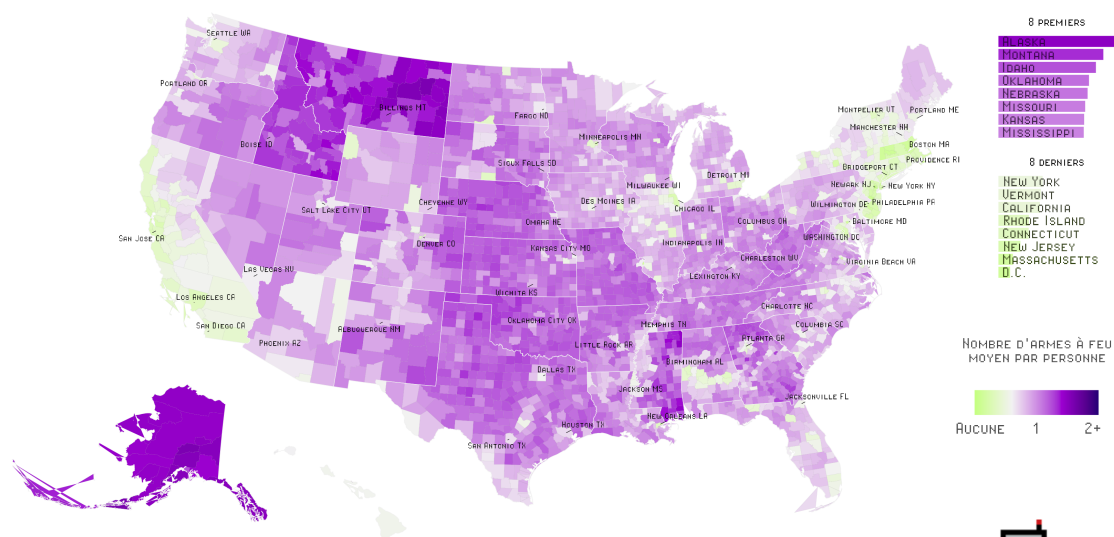 Seattle WA
Portland OR
Boise ID
Billings MT
Fargo ND
Minneapolis MN
Sioux Falls SD
Milwaukee WI
Detroit MI
Montpelier VT
Portland ME
Manchester NH
Boston MA
Providence RI
Bridgeport CT
Newark NJ
New York NY
Philadelphia PA
Wilmington DE
Baltimore MD
Washington DC
Salt Lake City UT
Cheyenne WY
Omaha NE
Des Moines IA
Chicago IL
Indianapolis IN
Columbus OH
Charleston WV
Virginia Beach VA
San Jose CA
Las Vegas NV
Denver CO
Kansas City MO
Lexington KY
Los Angeles CA
Wichita KS
Charlotte NC
San Diego CA
Phoenix AZ
Albuquerque NM
Oklahoma City OK
Little Rock AR
Memphis TN
Columbia SC
Atlanta GA
Birmingham AL
Dallas TX
Jackson MS
Jacksonville FL
New Orleans LA
Houston TX
San Antonio TX
8 premiers
Alaska
Montana
Idaho
Oklahoma
Nebraska
Missouri
Kansas
Mississippi
8 derniers
New York
Vermont
California
Rhode Island
Connecticut
New Jersey
Massachusetts
D.C.
Nombre d'armes à feu
moyen par personne
Aucune 1 2+